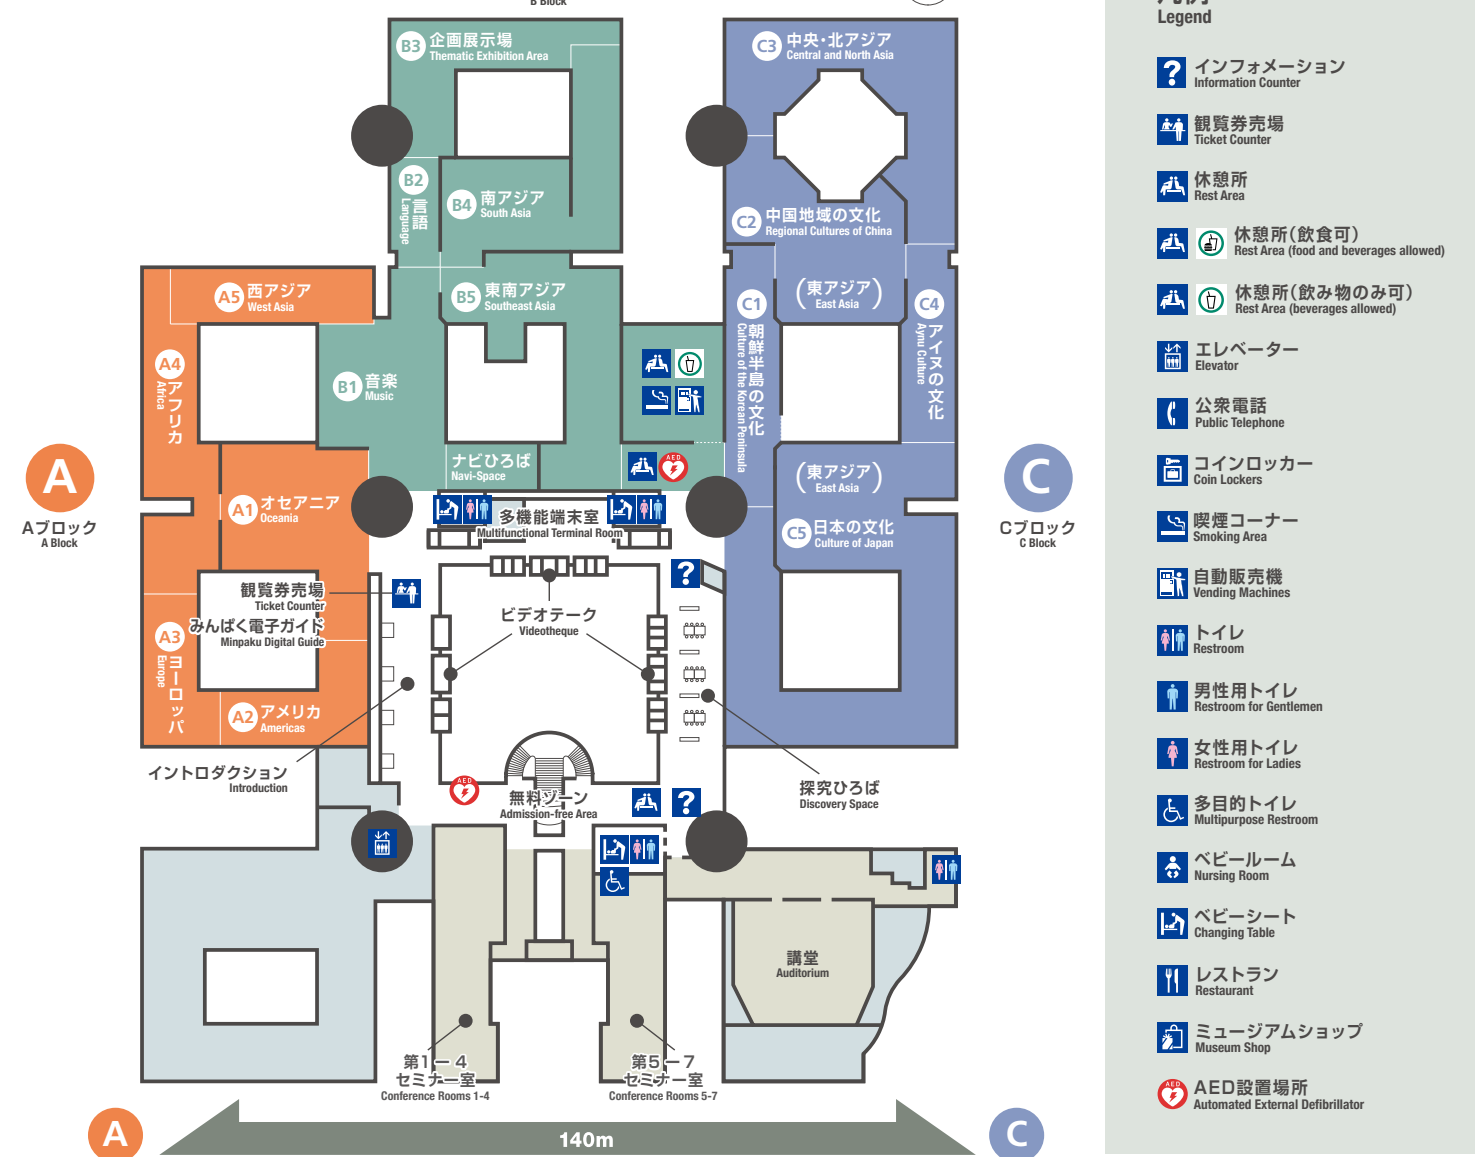 B Block
B3 企画展示場
Thematic Exhibition Area
C3 中央・北アジア
Central and North Asia
B2
言語
Language
B4 南アジア
South Asia
C2 中国地域の文化
Regional Cultures of China
A5 西アジア
West Asia
B5 東南アジア
Southeast Asia
(東アジア)
East Asia
C1
朝鮮半島の文化
Culture of the Korean Peninsula
C4
アイヌの文化
Aynu Culture
A4
アフリカ
Africa
B1 音楽
Music
ナビひろば
Navi-Space
AED
(東アジア)
East Asia
A
Aブロック
A Block
A1 オセアニア
Oceania
多機能端末室
Multifunctional Terminal Room
C5 日本の文化
Culture of Japan
C
Cブロック
C Block
観覧券売場
Ticket Counter
みんぱく電子ガイド
Minpaku Digital Guide
?
ビデオテーク
Videotheque
A3
ヨーロッパ
Europe
A2 アメリカ
Americas
イントロダクション
Introduction
AED
無料ゾーン
Admission-free Area
?
探究ひろば
Discovery Space
講堂
Auditorium
第1ー4
セミナー室
Conference Rooms 1-4
第5ー7
セミナー室
Conference Rooms 5-7
A
140m
C
Legend
?
インフォメーション
Information Counter
観覧券売場
Ticket Counter
休憩所
Rest Area
休憩所(飲食可)
Rest Area (food and beverages allowed)
休憩所(飲み物のみ可)
Rest Area (beverages allowed)
エレベーター
Elevator
公衆電話
Public Telephone
コインロッカー
Coin Lockers
喫煙コーナー
Smoking Area
自動販売機
Vending Machines
トイレ
Restroom
男性用トイレ
Restroom for Gentlemen
女性用トイレ
Restroom for Ladies
多目的トイレ
Multipurpose Restroom
ベビールーム
Nursing Room
ベビーシート
Changing Table
レストラン
Restaurant
ミュージアムショップ
Museum Shop
AED
AED設置場所
Automated External Defibrillator